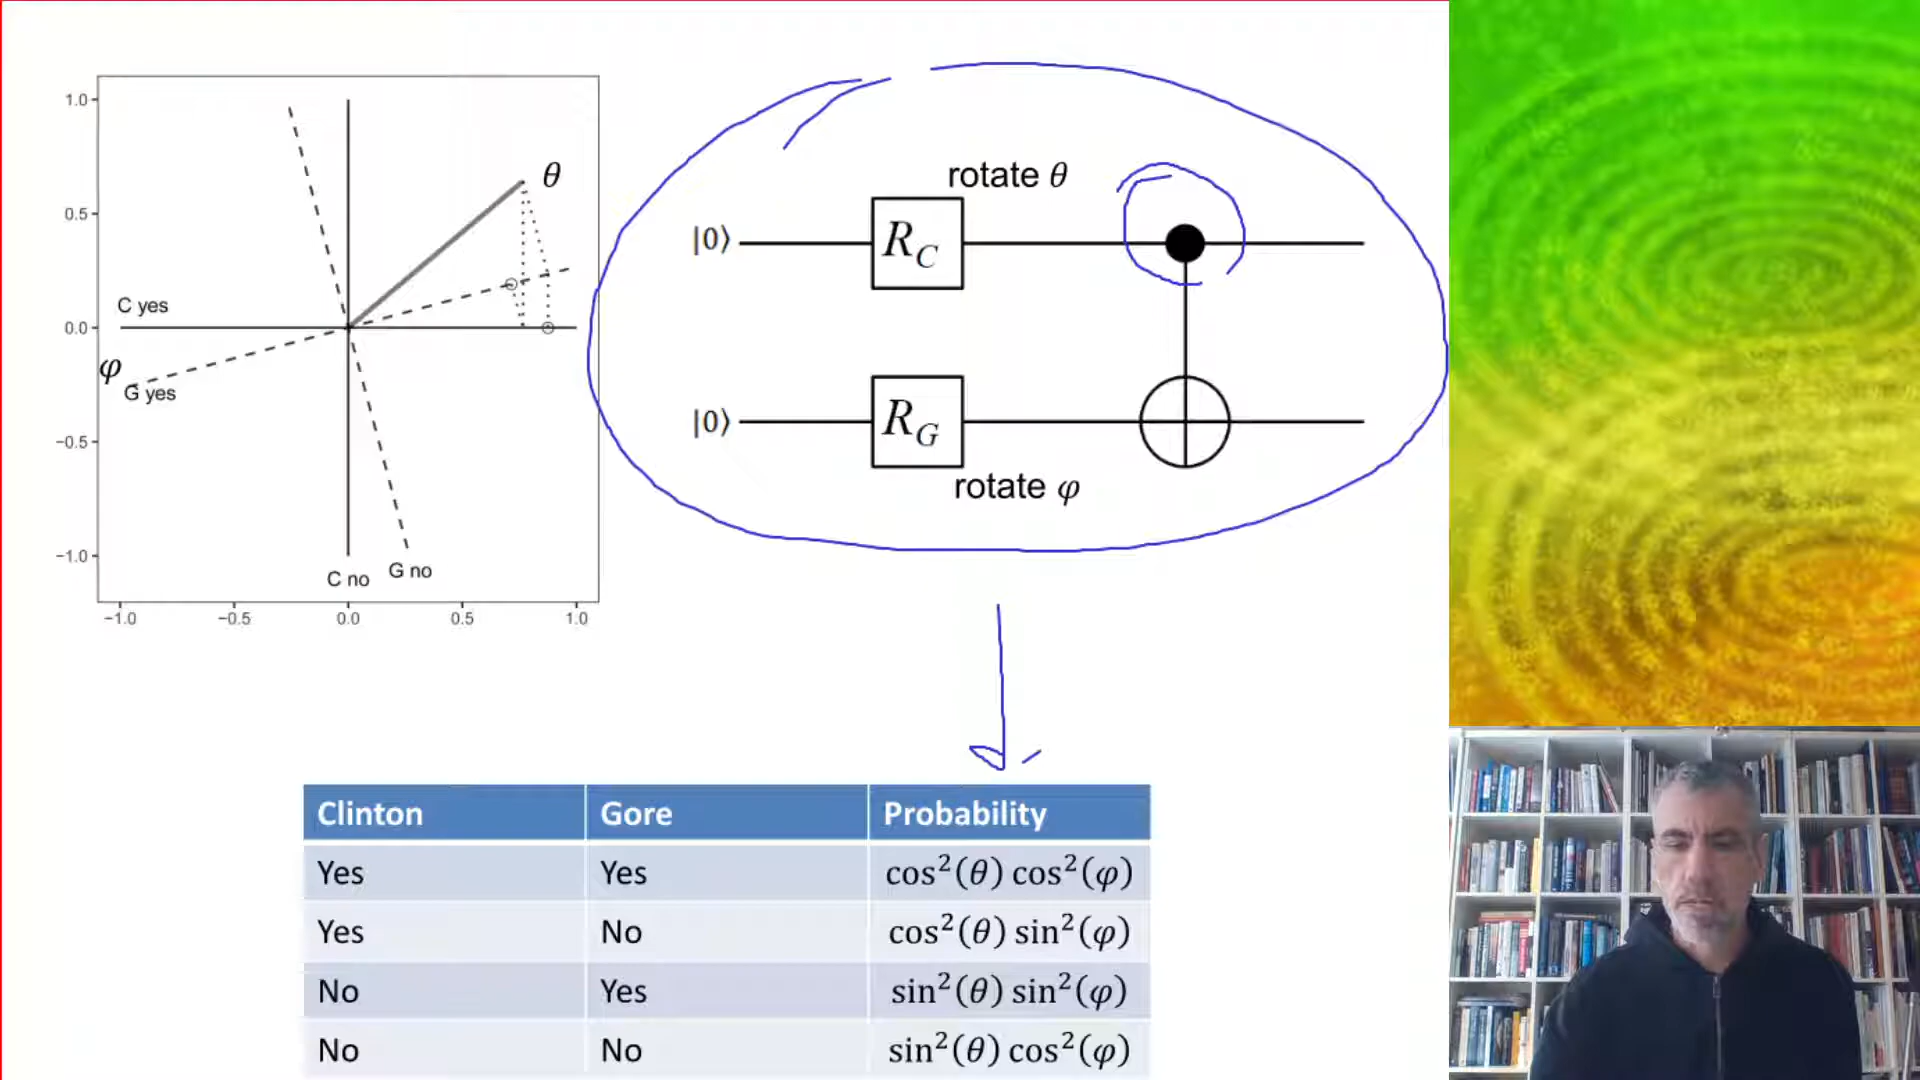 1.0
0.5
0.0
−0.5
−1.0
−1.0 −0.5 0.0 0.5 1.0
θ
C yes
φ
G yes
C no G no
rotate θ
|0⟩ R_C
|0⟩ R_G
rotate φ
Clinton Gore Probability
Yes Yes cos²(θ) cos²(φ)
Yes No cos²(θ) sin²(φ)
No Yes sin²(θ) sin²(φ)
No No sin²(θ) cos²(φ)